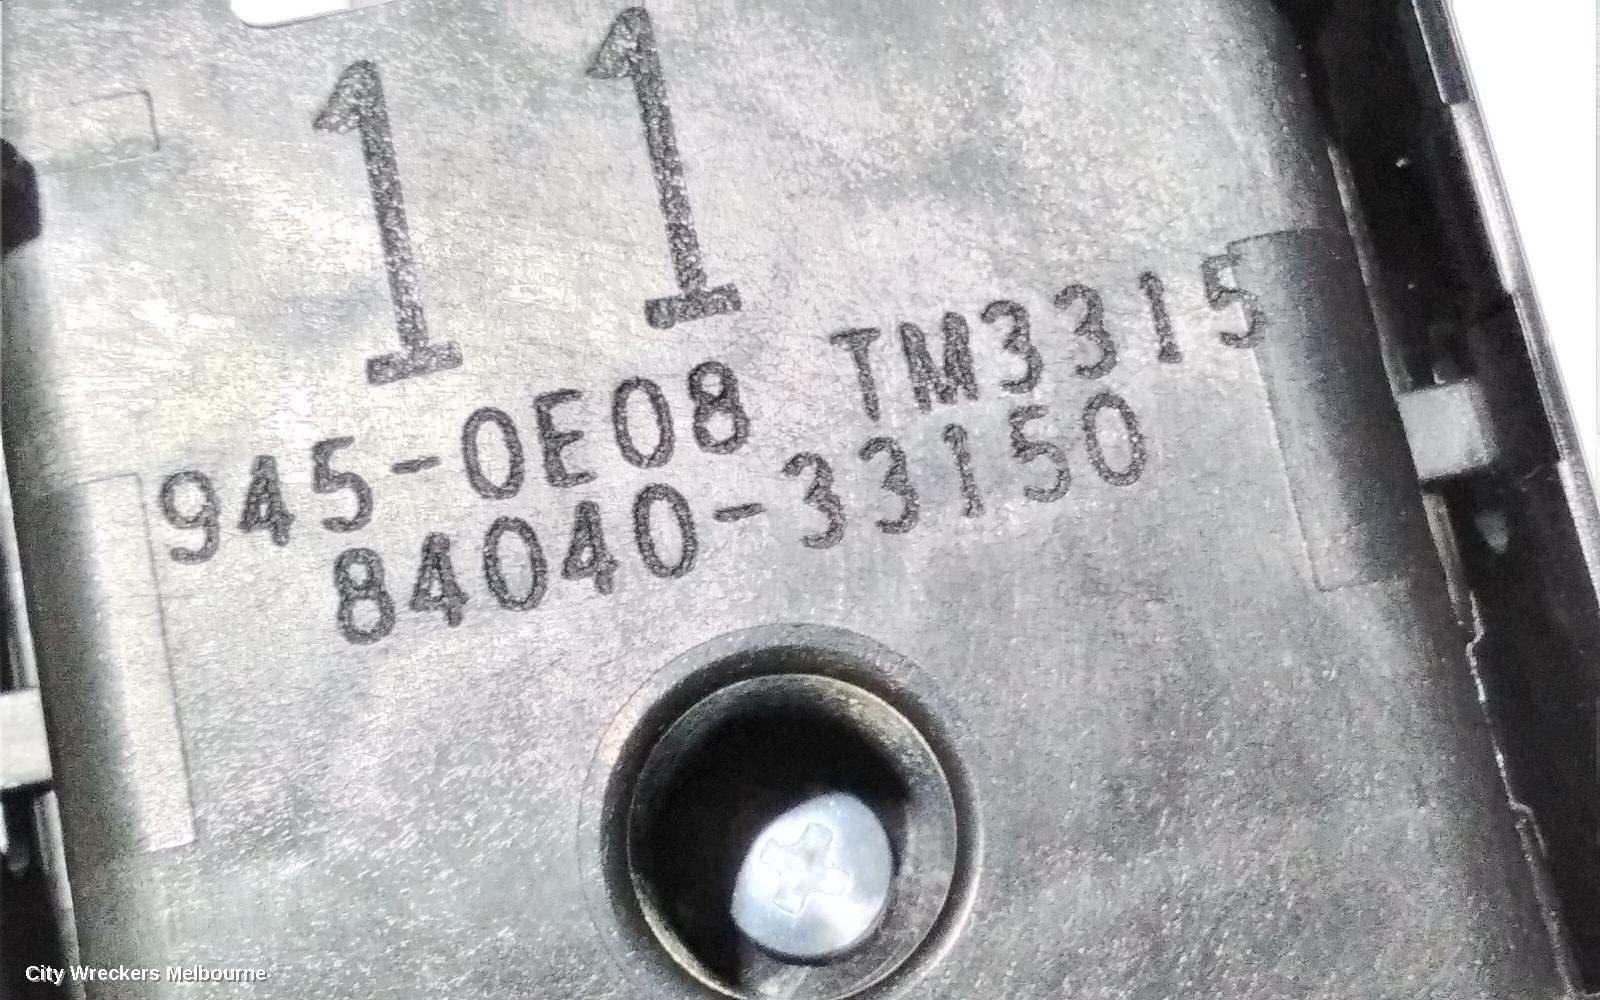 1 1
945-0E08 TM3315
84040-33150
City Wreckers Melbourne